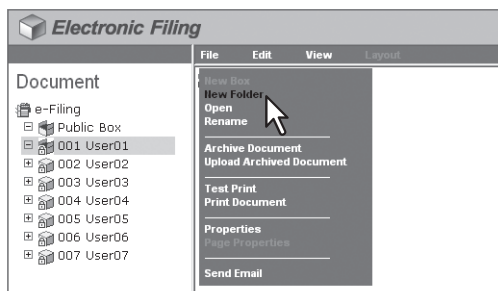 Electronic Filing
File Edit View Layout
Document
e-Filing
Public Box
001 User01
002 User02
003 User03
004 User04
005 User05
006 User06
007 User07
New Box
New Folder
Open
Rename
Archive Document
Upload Archived Document
Test Print
Print Document
Properties
Page Properties
Send Email